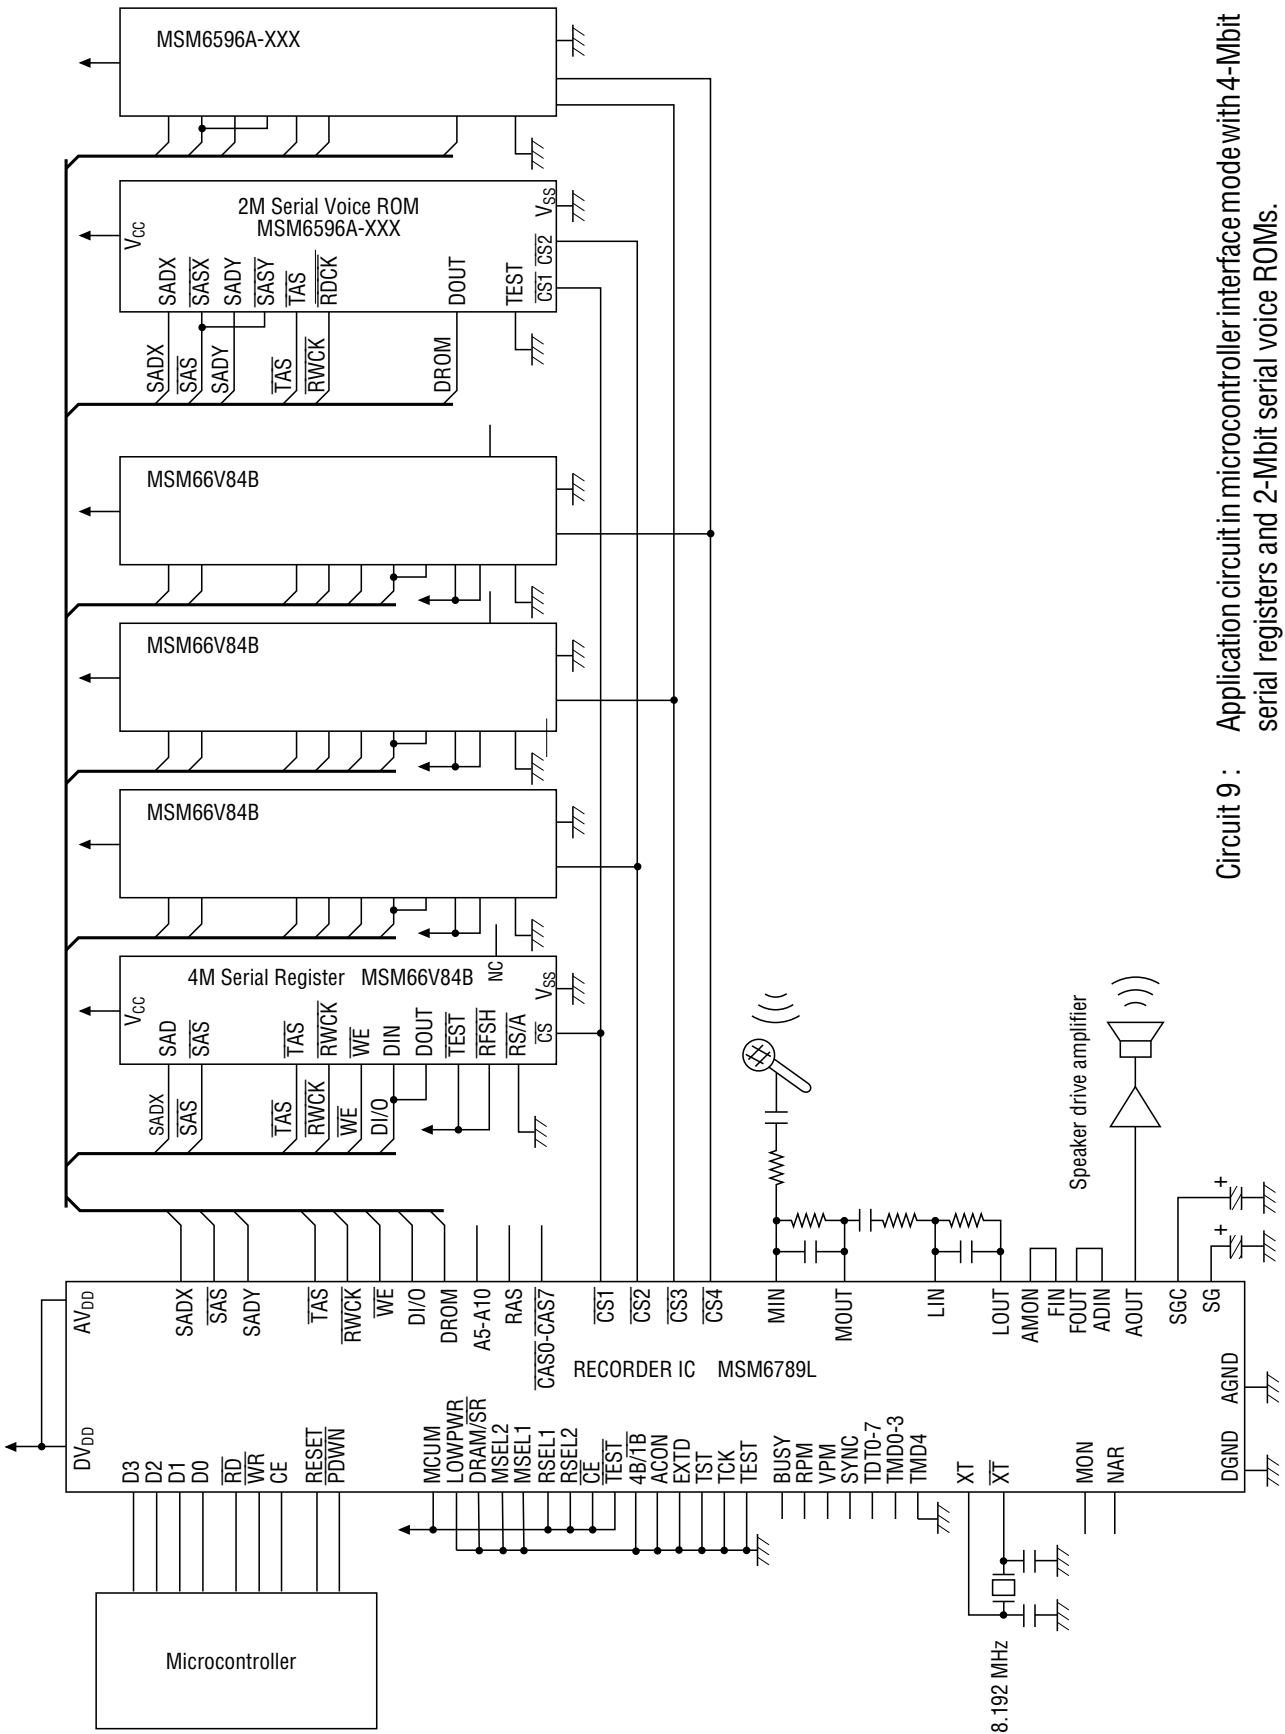 MSM6596A-XXX
2M Serial Voice ROM
MSM6596A-XXX
VCC
VSS
SADX
SASX
SADY
SASY
TAS
RDCK
DOUT
TEST
CS1
CS2
SADX
SAS
SADY
TAS
RWCK
DROM
MSM66V84B
MSM66V84B
MSM66V84B
4M Serial Register MSM66V84B
NC
VCC
VSS
SAD
SAS
TAS
RWCK
WE
DIN
DOUT
TEST
RFSH
RS/A
CS
SADX
SAS
TAS
RWCK
WE
DI/O
AVDD
SADX
SAS
SADY
TAS
RWCK
WE
DI/O
DROM
A5-A10
RAS
CAS0-CAS7
CS1
CS2
CS3
CS4
MIN
MOUT
LIN
LOUT
AMON
FIN
FOUT
ADIN
AOUT
SGC
SG
Speaker drive amplifier
+
+
RECORDER IC MSM6789L
DVDD
D3
D2
D1
D0
RD
WR
CE
RESET
PDWN
MCUM
LOWPWR
DRAM/SR
MSEL2
MSEL1
RSEL1
RSEL2
CE
TEST
4B/1B
ACON
EXTD
TST
TCK
TEST
BUSY
RPM
VPM
SYNC
TDT0-7
TMD0-3
TMD4
XT
XT
MON
NAR
DGND
AGND
Microcontroller
8.192 MHz
Circuit 9 : Application circuit in microcontroller interface mode with 4-Mbit
serial registers and 2-Mbit serial voice ROMs.